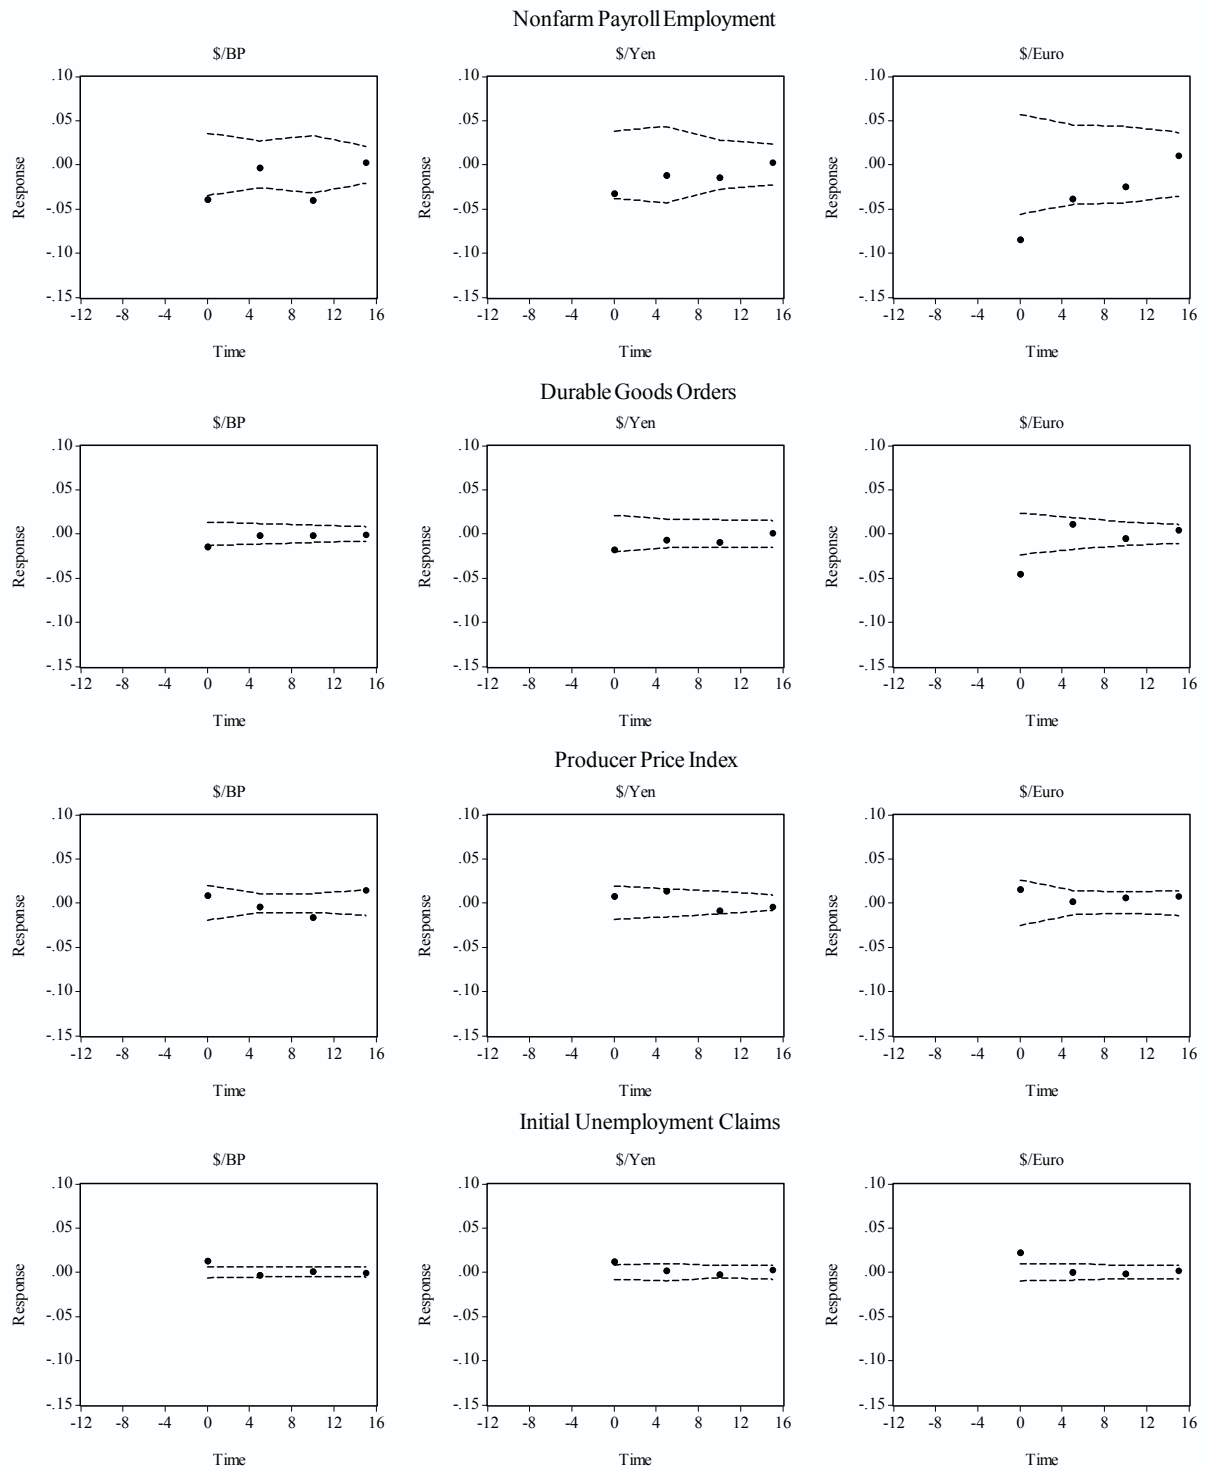 Nonfarm Payroll Employment
$/BP $/Yen $/Euro
.10 .10 .10
.05 .05 .05
.00 .00 .00
-.05 -.05 -.05
-.10 -.10 -.10
-.15 -.15 -.15
Response Response Response
-12 -8 -4 0 4 8 12 16 -12 -8 -4 0 4 8 12 16 -12 -8 -4 0 4 8 12 16
Time Time Time
Durable Goods Orders
$/BP $/Yen $/Euro
.10 .10 .10
.05 .05 .05
.00 .00 .00
-.05 -.05 -.05
-.10 -.10 -.10
-.15 -.15 -.15
Response Response Response
-12 -8 -4 0 4 8 12 16 -12 -8 -4 0 4 8 12 16 -12 -8 -4 0 4 8 12 16
Time Time Time
Producer Price Index
$/BP $/Yen $/Euro
.10 .10 .10
.05 .05 .05
.00 .00 .00
-.05 -.05 -.05
-.10 -.10 -.10
-.15 -.15 -.15
Response Response Response
-12 -8 -4 0 4 8 12 16 -12 -8 -4 0 4 8 12 16 -12 -8 -4 0 4 8 12 16
Time Time Time
Initial Unemployment Claims
$/BP $/Yen $/Euro
.10 .10 .10
.05 .05 .05
.00 .00 .00
-.05 -.05 -.05
-.10 -.10 -.10
-.15 -.15 -.15
Response Response Response
-12 -8 -4 0 4 8 12 16 -12 -8 -4 0 4 8 12 16 -12 -8 -4 0 4 8 12 16
Time Time Time